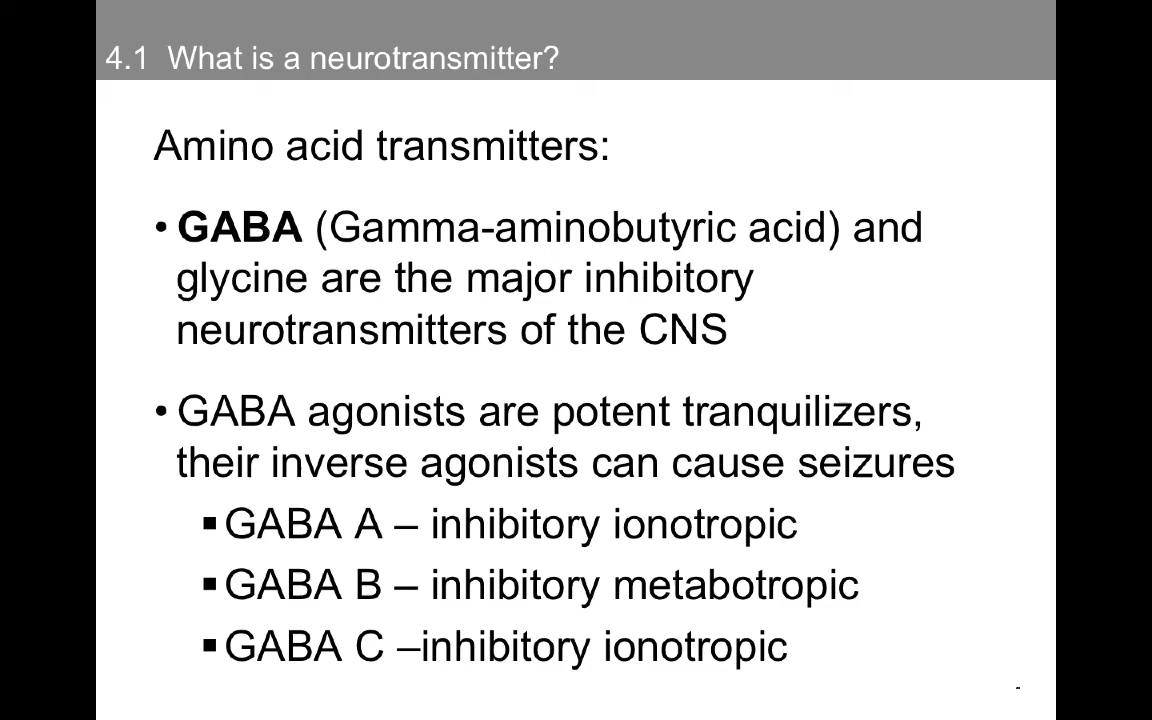 4.1 What is a neurotransmitter?
Amino acid transmitters:
• GABA (Gamma-aminobutyric acid) and
glycine are the major inhibitory
neurotransmitters of the CNS
• GABA agonists are potent tranquilizers,
their inverse agonists can cause seizures
▪ GABA A – inhibitory ionotropic
▪ GABA B – inhibitory metabotropic
▪ GABA C –inhibitory ionotropic
-